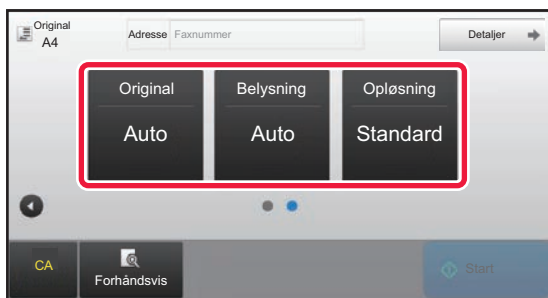 Original
A4
Adresse Faxnummer
Detaljer
Original Belysning Opløsning
Auto Auto Standard
CA
Forhåndsvis
Start